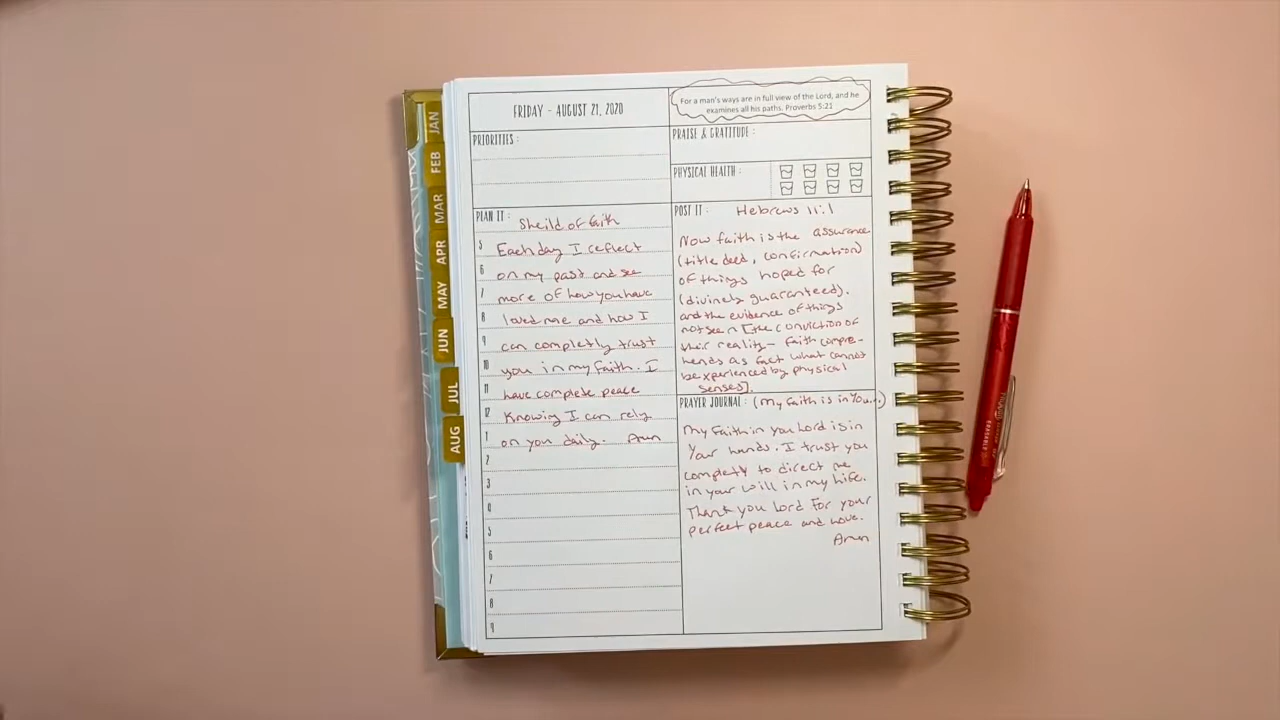 JAN
FEB
MAR
APR
MAY
JUN
JUL
AUG
FRIDAY - AUGUST 21, 2020
For a man's ways are in full view of the Lord, and he
examines all his paths. Proverbs 5:21
PRIORITIES :
PRAISE & GRATITUDE :
PHYSICAL HEALTH :
PLAN IT :
Sheild of faith
5 Each day I reflect
6 on my past and see
7 more of how you have
8 loved me and how I
9 can completly trust
10 you in my faith. I
11 have complete peace
12 Knowing I can rely
1 on you daily. Amn
2
3
4
5
6
7
8
9
POST IT : Hebrews 11:1
Now faith is the assurance
(title deed, confirmation)
of things hoped for
(divinely guaranteed).
and the evidence of things
not seen [the conviction of
their reality- faith compre-
hends as fact what cannot
be experienced by physical
senses].
PRAYER JOURNAL : (My faith is in You...)
My faith in you Lord is in
Your hands. I trust you
completly to direct me
in your will in my life.
Thank you Lord For your
perfect peace and love.
Amn